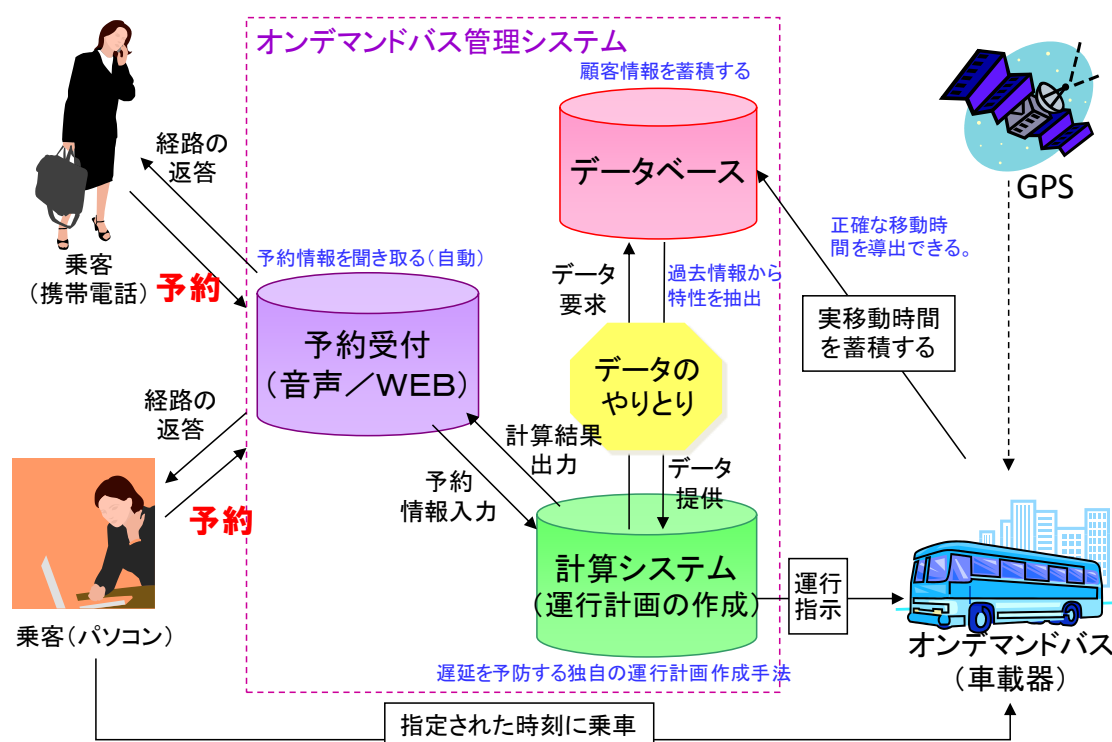 オンデマンドバス管理システム
顧客情報を蓄積する
データベース
GPS
経路の
返答
正確な移動時
間を導出できる。
乗客
(携帯電話)
予約
予約情報を聞き取る(自動)
データ
要求
過去情報から
特性を抽出
実移動時間
を蓄積する
予約受付
(音声/WEB)
データの
やりとり
経路の
返答
計算結果
出力
データ
提供
予約
情報入力
予約
計算システム
(運行計画の作成)
運行
指示
乗客(パソコン)
オンデマンドバス
(車載器)
遅延を予防する独自の運行計画作成手法
指定された時刻に乗車